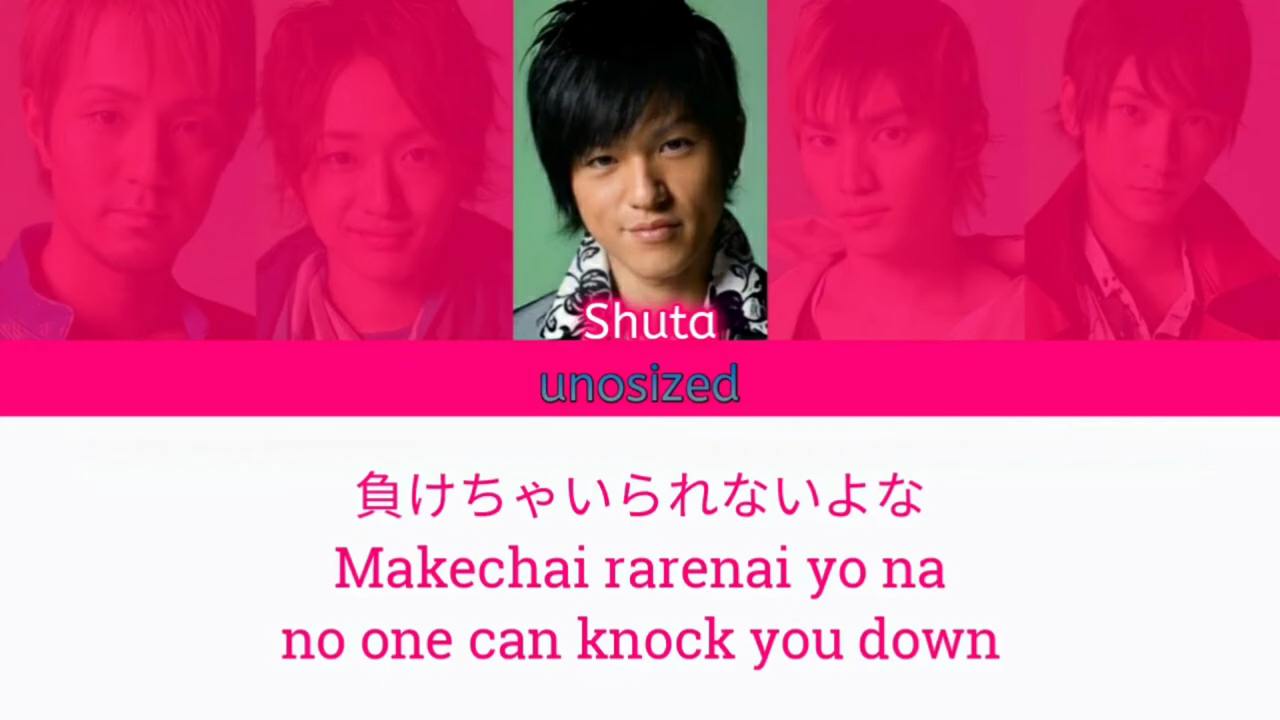 Shuta
unosized
負けちゃいられないよな
Makechai rarenai yo na
no one can knock you down